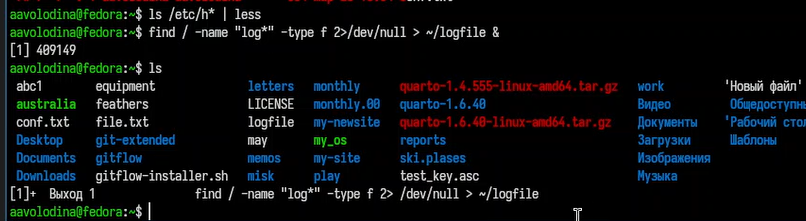 aavolodina@fedora:~$ ls /etc/h* | less
aavolodina@fedora:~$ find / -name "log*" -type f 2>/dev/null > ~/logfile &
[1] 409149
aavolodina@fedora:~$ ls
abc1 equipment letters monthly quarto-1.4.555-linux-amd64.tar.gz work 'Новый файл'
australia feathers LICENSE monthly.00 quarto-1.6.40 Видео Общедоступны
conf.txt file.txt logfile my-newsite quarto-1.6.40-linux-amd64.tar.gz Документы 'Рабочий стол
Desktop git-extended may my_os reports Загрузки Шаблоны
Documents gitflow memos my-site ski.plases Изображения
Downloads gitflow-installer.sh misk play test_key.asc Музыка
[1]+ Выход 1 find / -name "log*" -type f 2> /dev/null > ~/logfile
aavolodina@fedora:~$